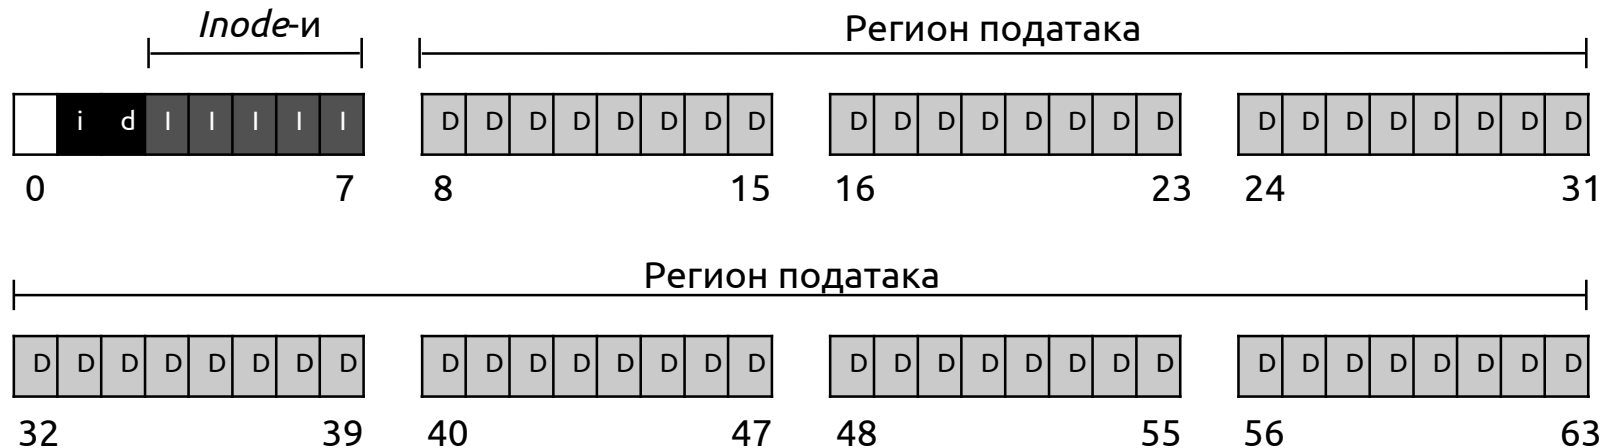 Inode-и
Регион података
i d I I I I I D D D D D D D D D D D D D D D D D D D D D D D D
0 7 8 15 16 23 24 31
Регион података
D D D D D D D D D D D D D D D D D D D D D D D D D D D D D D D D
32 39 40 47 48 55 56 63